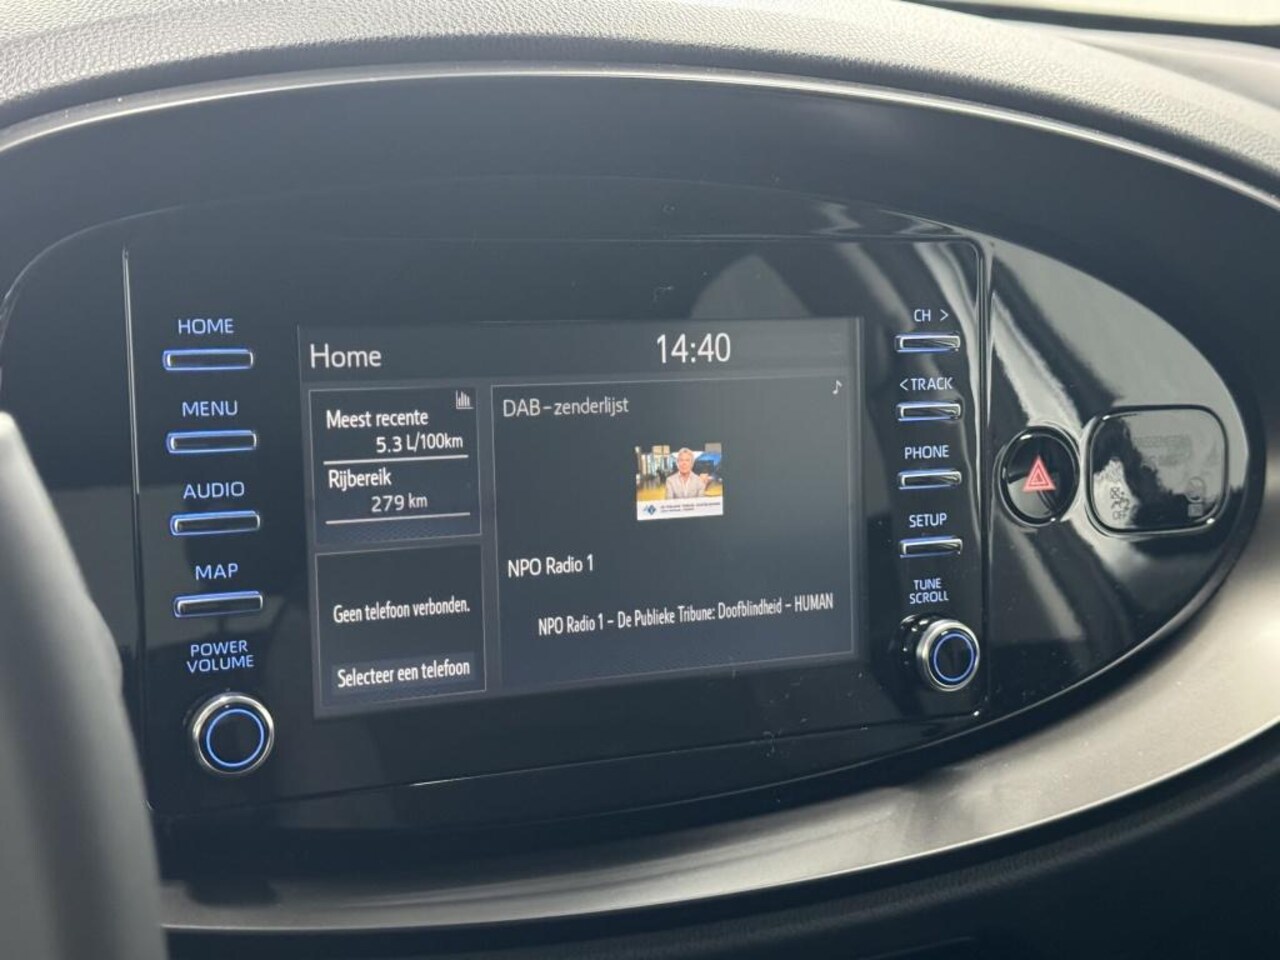 HOME
MENU
AUDIO
MAP
POWER
VOLUME
Home
14:40
Meest recente
5.3 L/100km
Rijbereik
279 km
Geen telefoon verbonden.
Selecteer een telefoon
DAB-zenderlijst
NPO Radio 1
NPO Radio 1 - De Publieke Tribune: Doofblindheid - HUMAN
CH >
< TRACK
PHONE
SETUP
TUNE
SCROLL